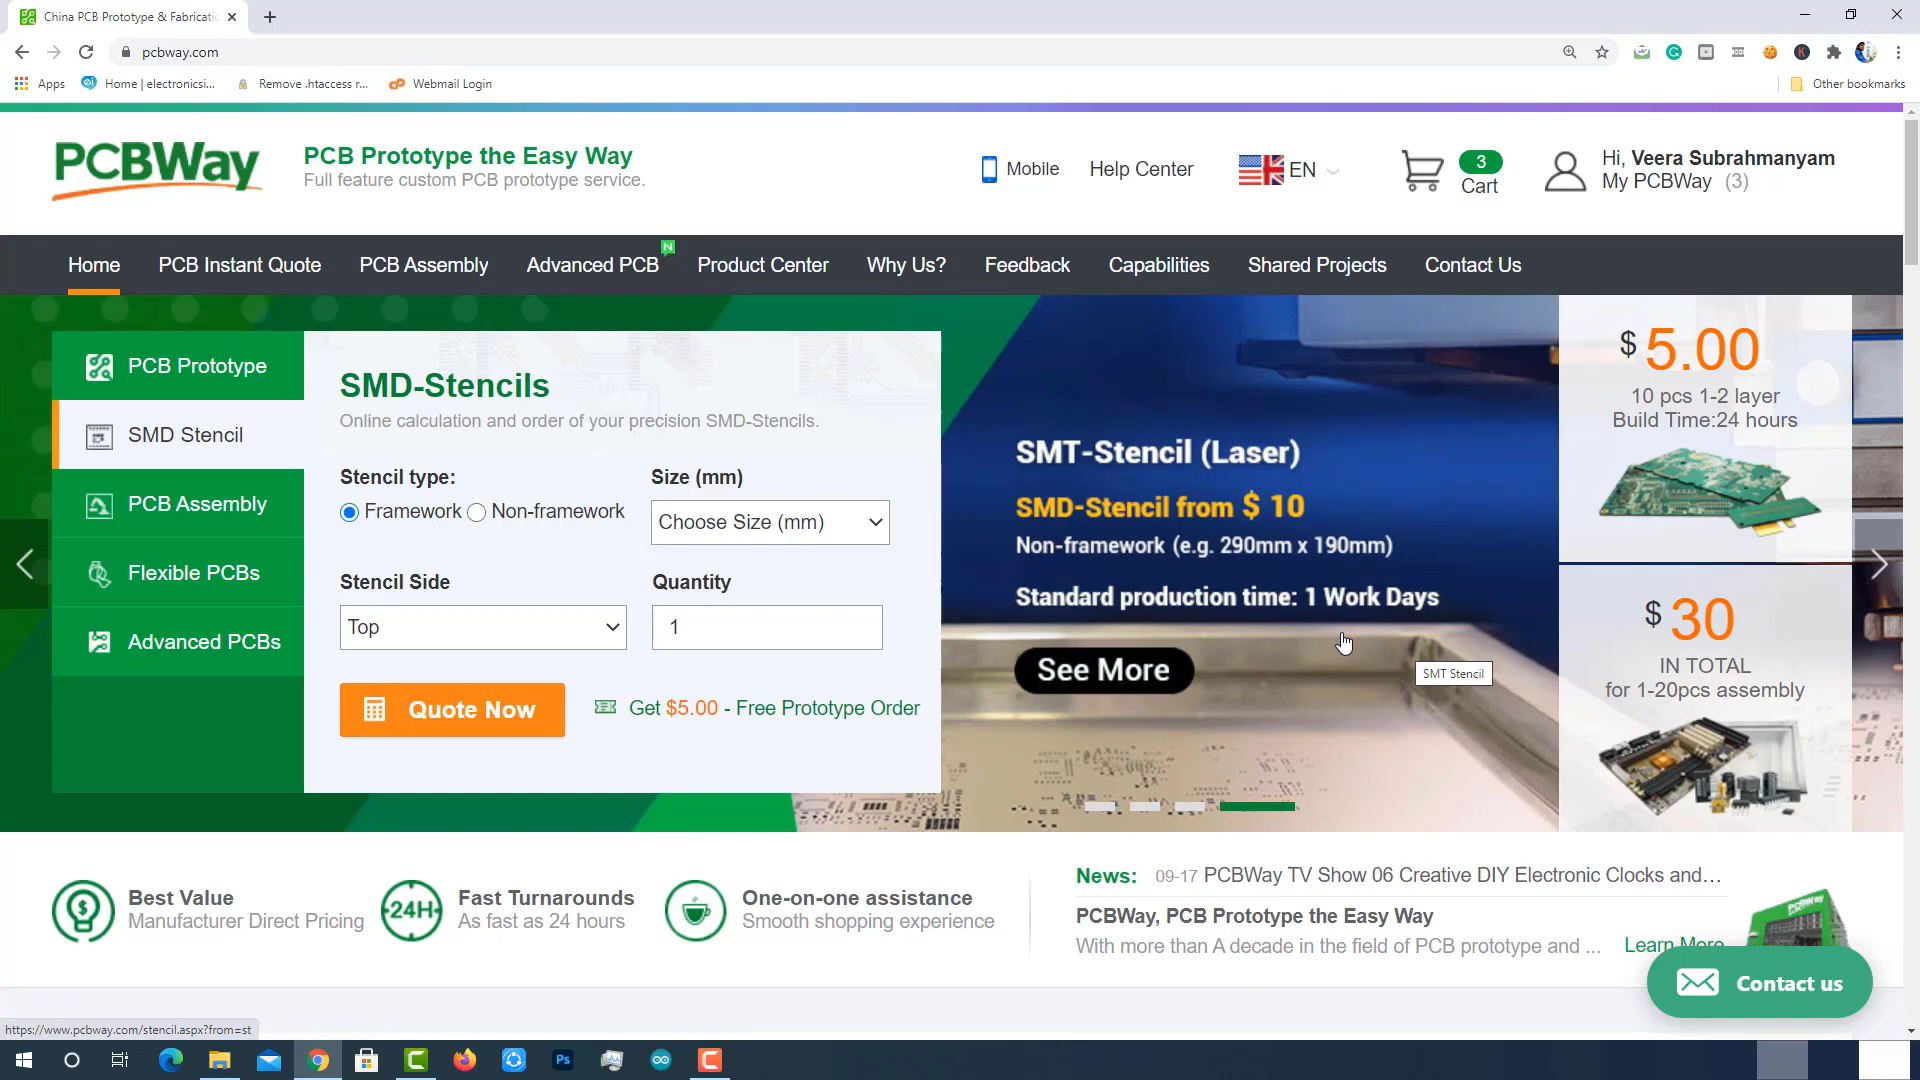 China PCB Prototype & Fabricati
pcbway.com
Apps
Home | electronicsi...
Remove .htaccess r...
Webmail Login
Other bookmarks
PCBWay
PCB Prototype the Easy Way
Full feature custom PCB prototype service.
Mobile
Help Center
EN
3
Cart
Hi, Veera Subrahmanyam
My PCBWay (3)
Home
PCB Instant Quote
PCB Assembly
Advanced PCB
N
Product Center
Why Us?
Feedback
Capabilities
Shared Projects
Contact Us
PCB Prototype
SMD Stencil
PCB Assembly
Flexible PCBs
Advanced PCBs
SMD-Stencils
Online calculation and order of your precision SMD-Stencils.
Stencil type:
Framework
Non-framework
Size (mm)
Choose Size (mm)
Stencil Side
Top
Quantity
1
Quote Now
Get $5.00 - Free Prototype Order
SMT-Stencil (Laser)
SMD-Stencil from $ 10
Non-framework (e.g. 290mm x 190mm)
Standard production time: 1 Work Days
See More
SMT Stencil
$ 5.00
10 pcs 1-2 layer
Build Time:24 hours
$ 30
IN TOTAL
for 1-20pcs assembly
Best Value
Manufacturer Direct Pricing
24H
Fast Turnarounds
As fast as 24 hours
One-on-one assistance
Smooth shopping experience
News: 09-17 PCBWay TV Show 06 Creative DIY Electronic Clocks and...
PCBWay, PCB Prototype the Easy Way
With more than A decade in the field of PCB prototype and ... Learn More
PCBWay
Contact us
https://www.pcbway.com/stencil.aspx?from=st
Ps